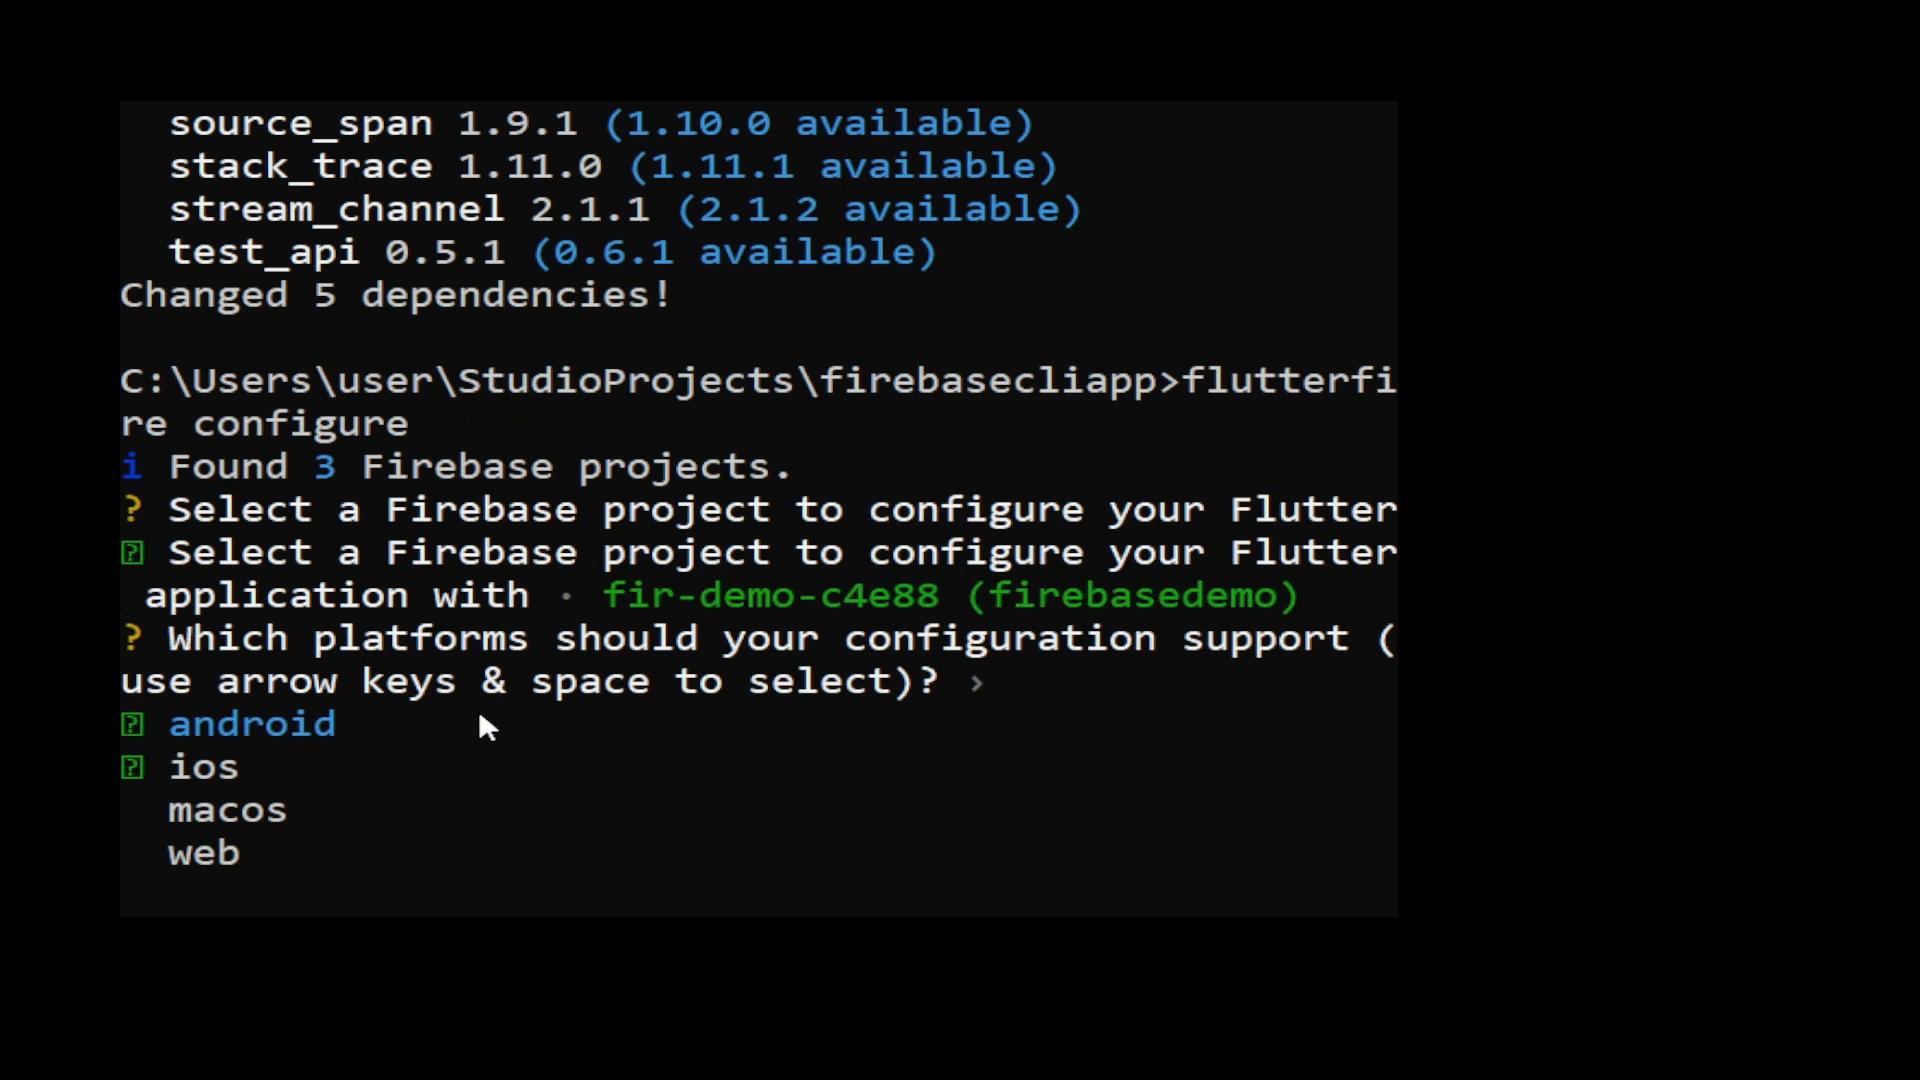 source_span 1.9.1 (1.10.0 available)
stack_trace 1.11.0 (1.11.1 available)
stream_channel 2.1.1 (2.1.2 available)
test_api 0.5.1 (0.6.1 available)
Changed 5 dependencies!
C:\Users\user\StudioProjects\firebasecliapp>flutterfi
re configure
i Found 3 Firebase projects.
? Select a Firebase project to configure your Flutter
⍰ Select a Firebase project to configure your Flutter
application with · fir-demo-c4e88 (firebasedemo)
? Which platforms should your configuration support (
use arrow keys & space to select)? ›
⍰ android
⍰ ios
macos
web